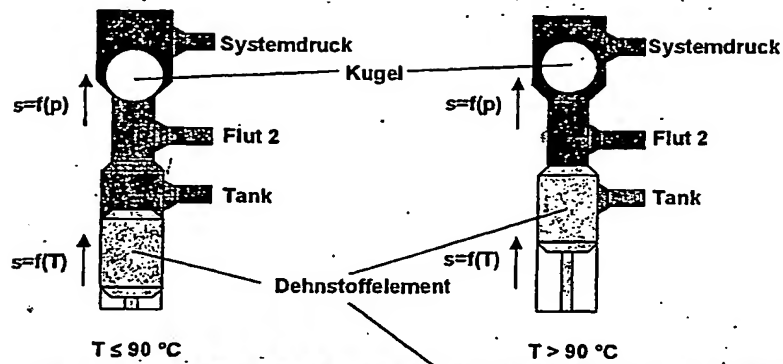 Systemdruck
Systemdruck
Kugel
s=f(p)
s=f(p)
Flut 2
Flut 2
Tank
Tank
s=f(T)
s=f(T)
Dehnstoffelement
T ≤ 90 °C
T > 90 °C